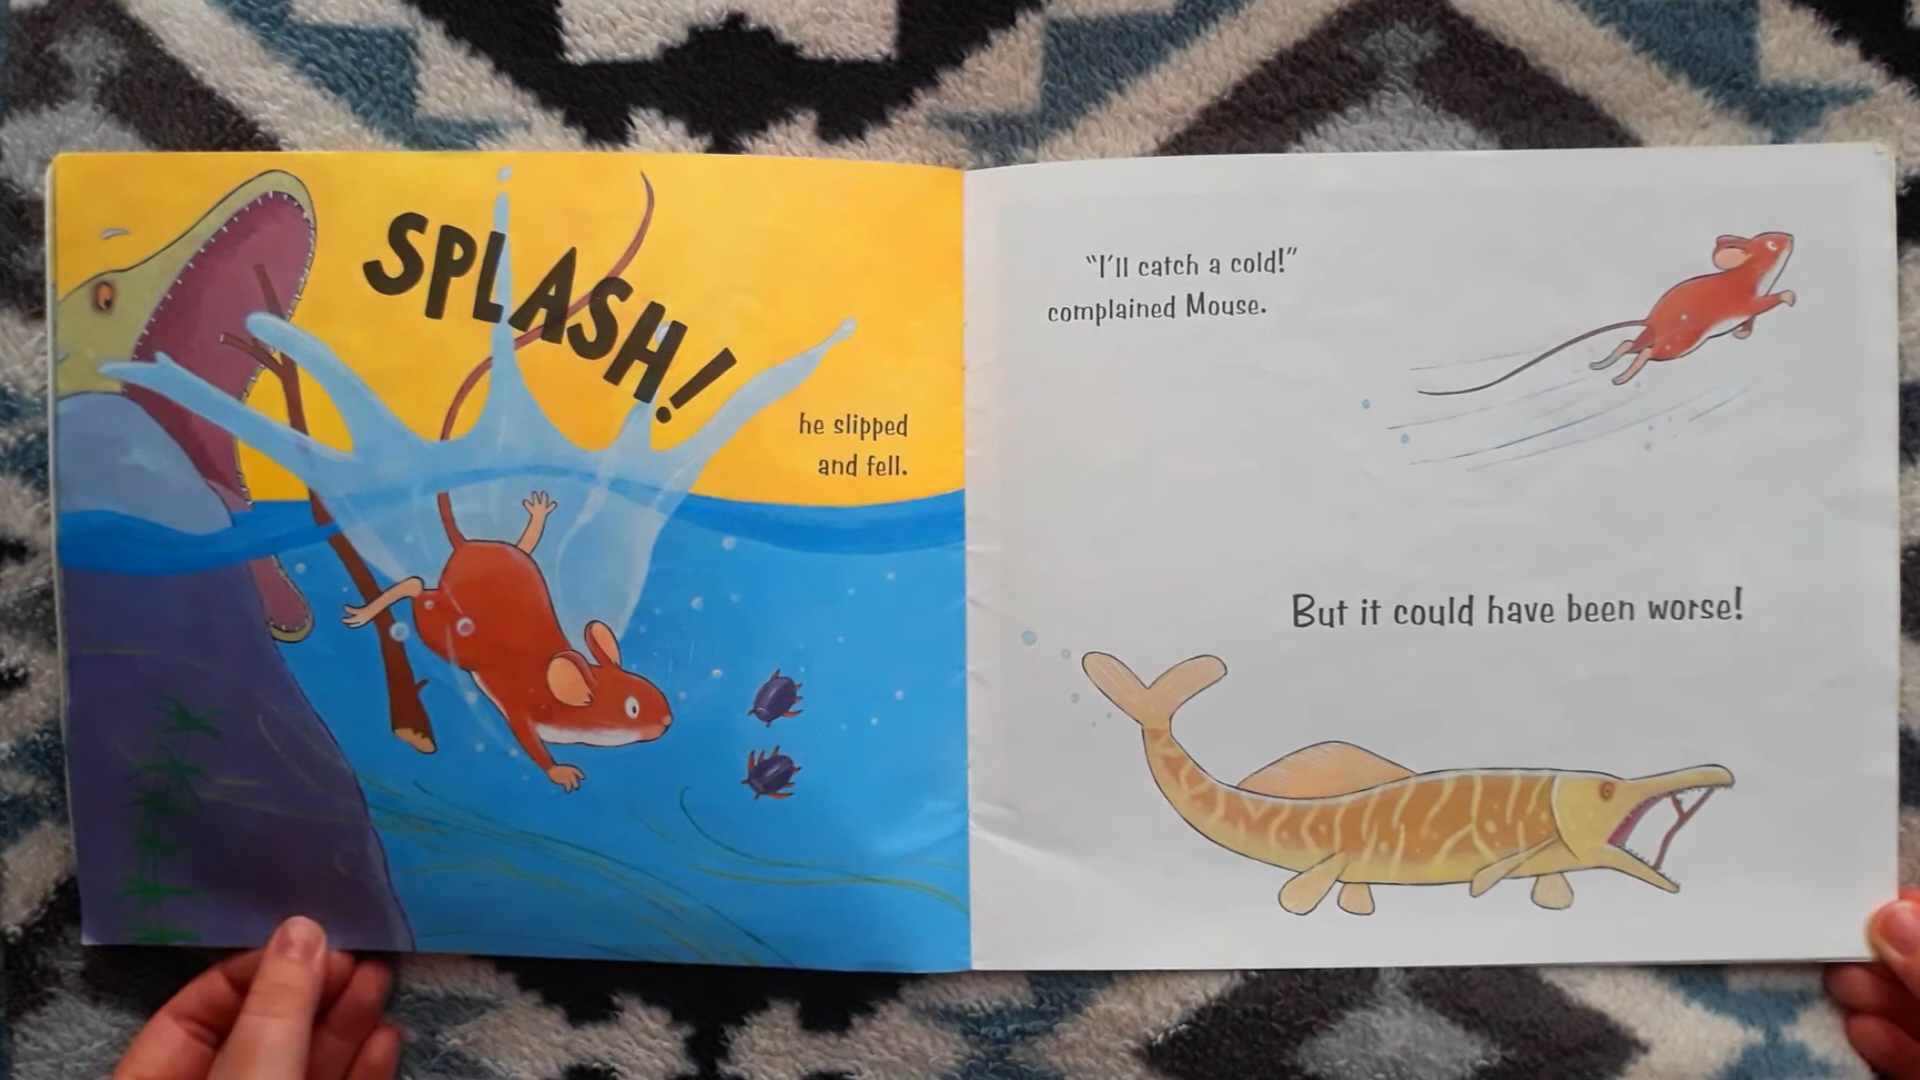 SPLASH!
he slipped
and fell.
“I’ll catch a cold!”
complained Mouse.
But it could have been worse!